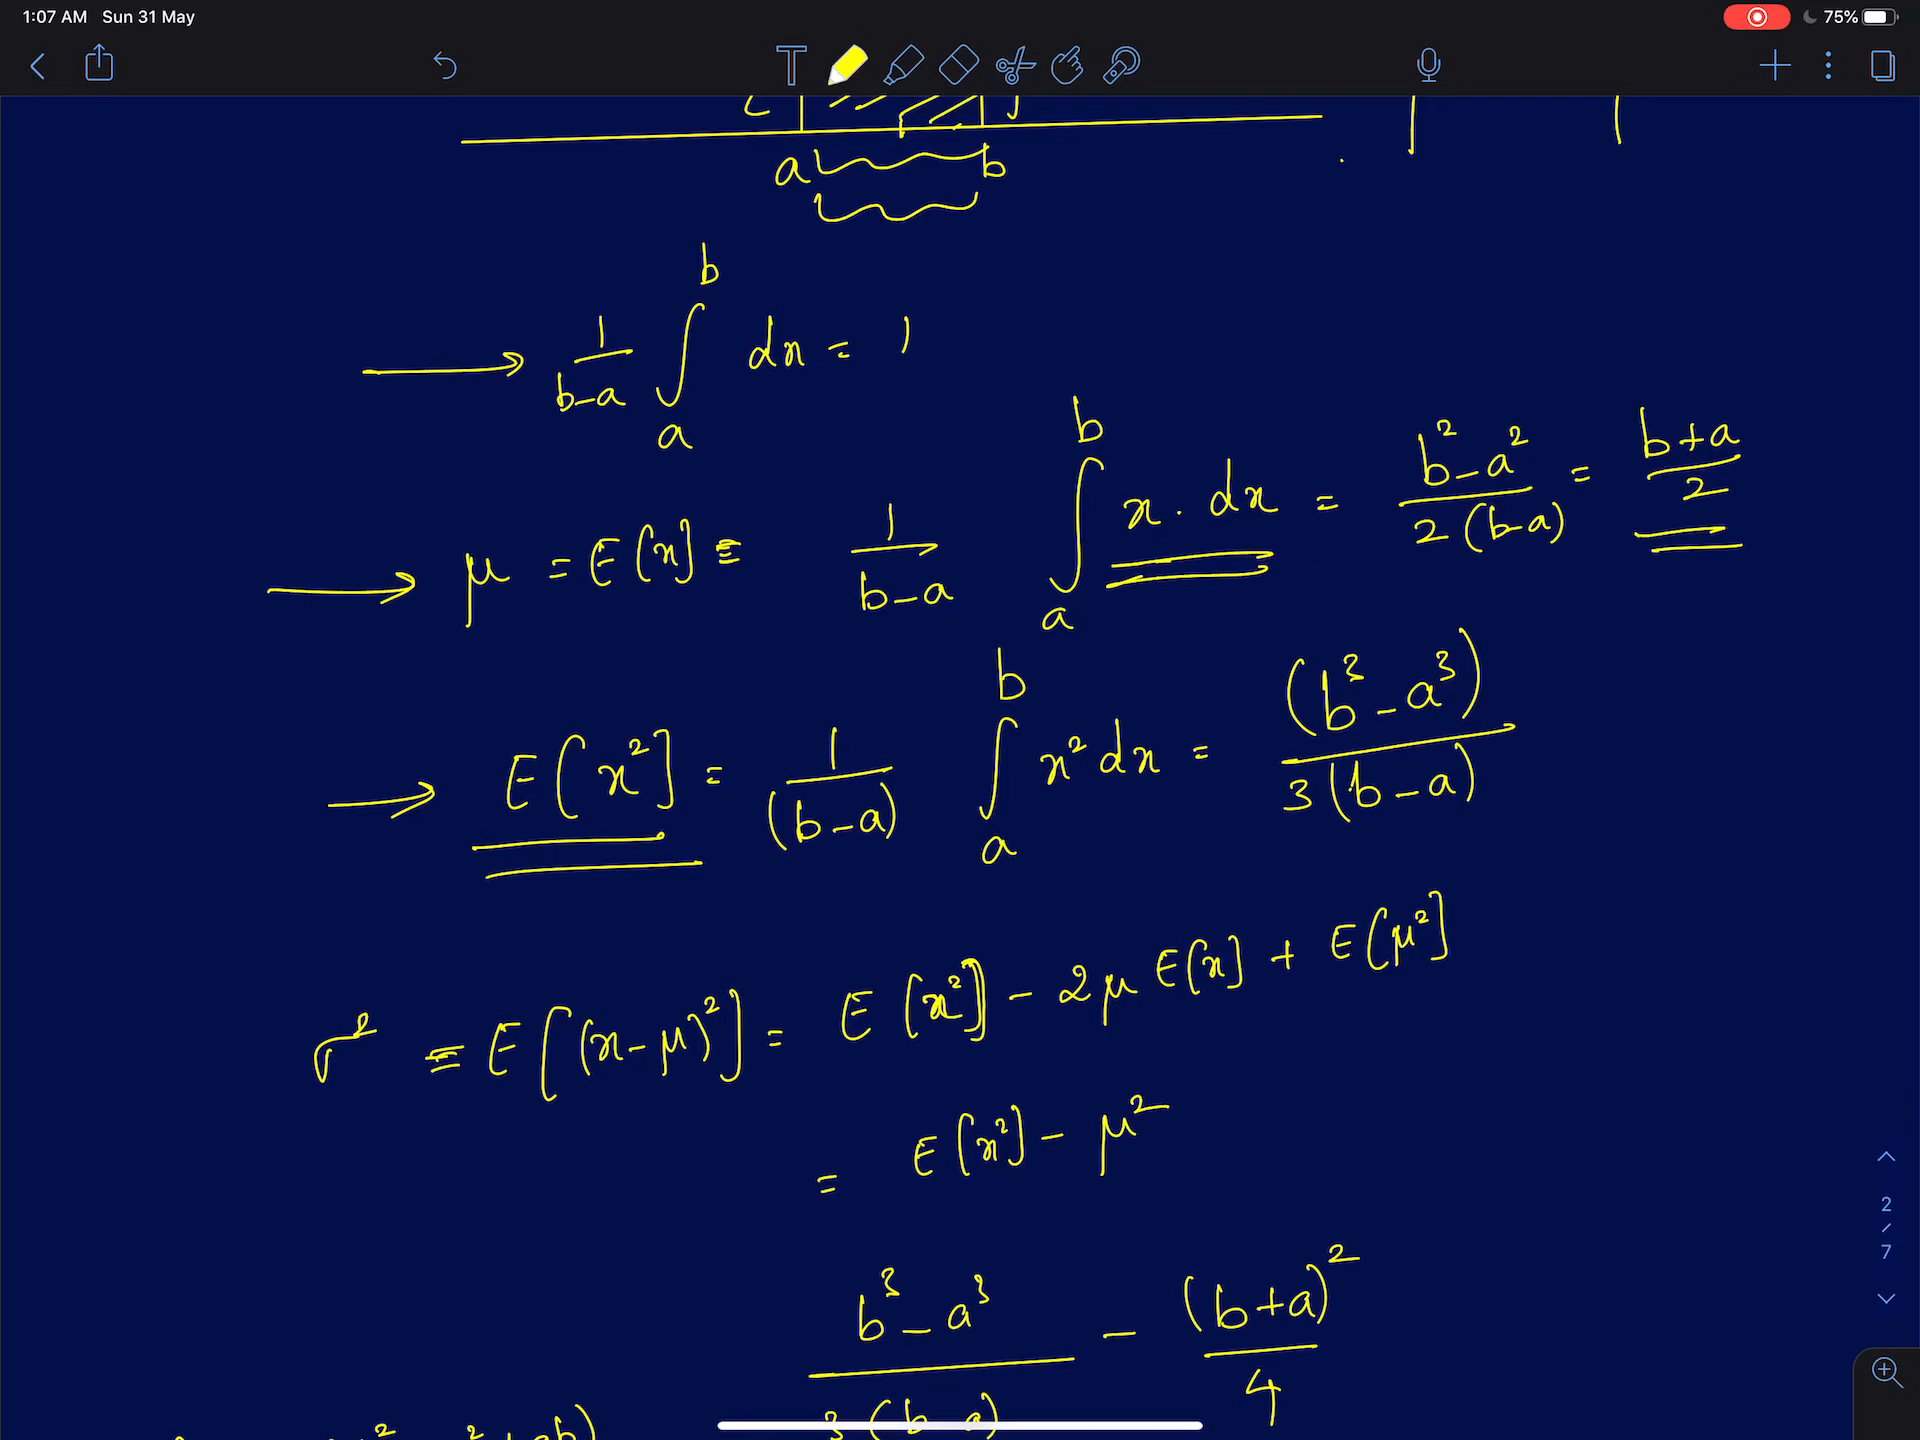 1:07 AM Sun 31 May 75%
T
a b
1/(b-a) ∫_a^b dx = 1
μ = E[x] ≡ 1/(b-a) ∫_a^b x . dx = (b² - a²)/(2(b-a)) = (b+a)/2
E[x²] = 1/(b-a) ∫_a^b x² dx = (b³ - a³)/(3(b-a))
σ² ≡ E[(x-μ)²] = E[x²] - 2μ E[x] + E[μ²]
= E[x²] - μ²
(b³ - a³)/(3(b-a)) - (b+a)²/4
2 / 7